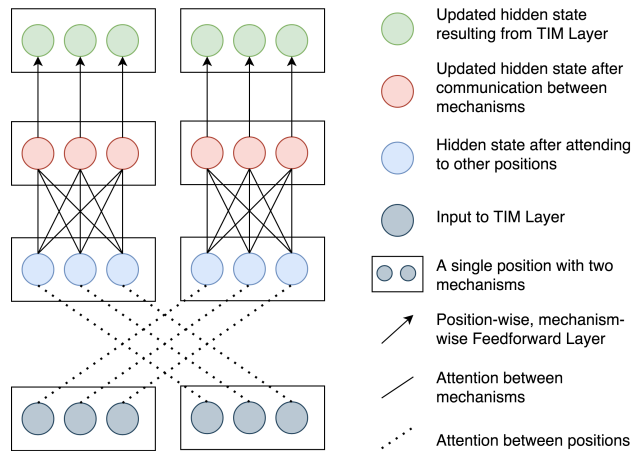 Updated hidden state
resulting from TIM Layer
Updated hidden state after
communication between
mechanisms
Hidden state after attending
to other positions
Input to TIM Layer
A single position with two
mechanisms
Position-wise, mechanism-
wise Feedforward Layer
Attention between
mechanisms
Attention between positions